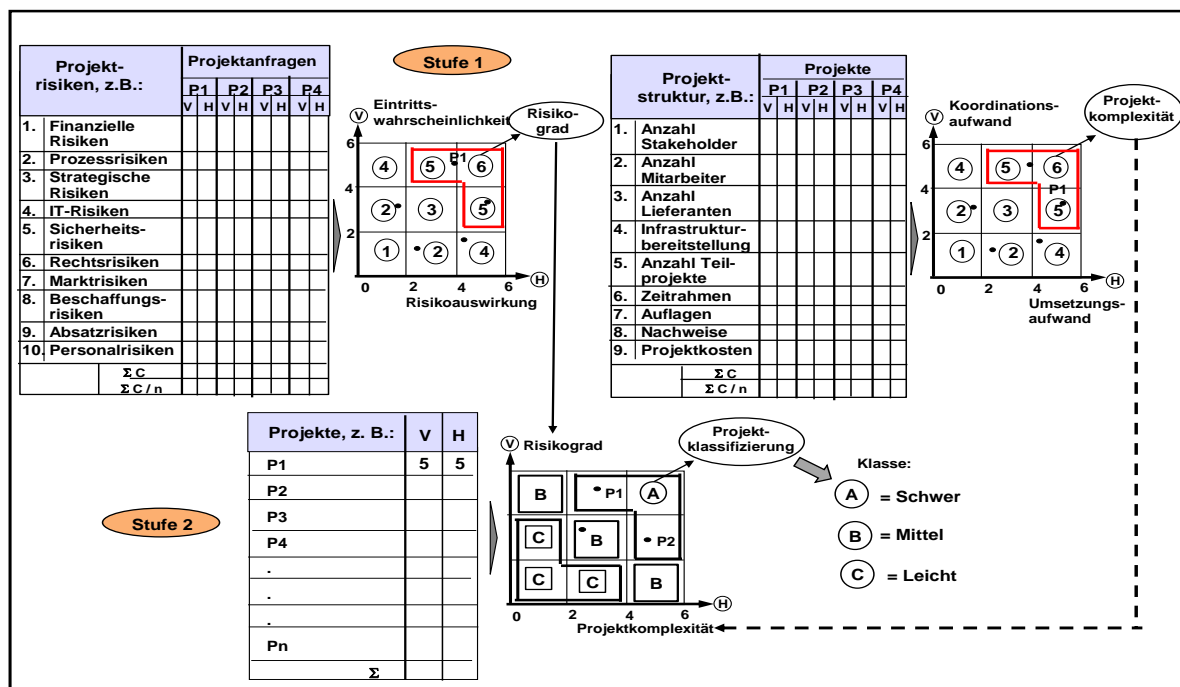 Stufe 1
Projekt-
risiken, z.B.:
Projektanfragen
P1 P2 P3 P4
V H V H V H V H
1. Finanzielle
Risiken
2. Prozessrisiken
3. Strategische
Risiken
4. IT-Risiken
5. Sicherheits-
risiken
6. Rechtsrisiken
7. Marktrisiken
8. Beschaffungs-
risiken
9. Absatzrisiken
10. Personalrisiken
Σ C
Σ C / n
Eintritts-
V wahrscheinlichkeit
Risiko-
grad
6
P1
4 5 6
4
2 3 5
2
1 2 4
H
0 2 4 6
Risikoauswirkung
Projekt-
struktur, z.B.:
Projekte
P1 P2 P3 P4
V H V H V H V H
1. Anzahl
Stakeholder
2. Anzahl
Mitarbeiter
3. Anzahl
Lieferanten
4. Infrastruktur-
bereitstellung
5. Anzahl Teil-
projekte
6. Zeitrahmen
7. Auflagen
8. Nachweise
9. Projektkosten
Σ C
Σ C / n
Koordinations-
V aufwand
Projekt-
komplexität
6
4 5 6
4
P1
2 3 5
2
1 2 4
H
0 2 4 6
Umsetzungs-
aufwand
Stufe 2
Projekte, z. B.: V H
P1 5 5
P2
P3
P4
.
.
.
Pn
Σ
V Risikograd
Projekt-
klassifizierung
6
B P1 A
4
C B P2
2
C C B
H
0 2 4 6
Projektkomplexität
Klasse:
A = Schwer
B = Mittel
C = Leicht